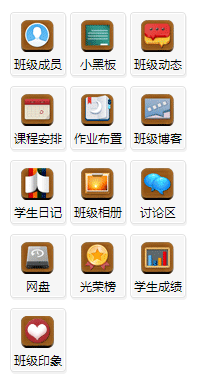 班级成员 小黑板 班级动态
课程安排 作业布置 班级博客
学生日记 班级相册 讨论区
网盘 光荣榜 学生成绩
班级印象